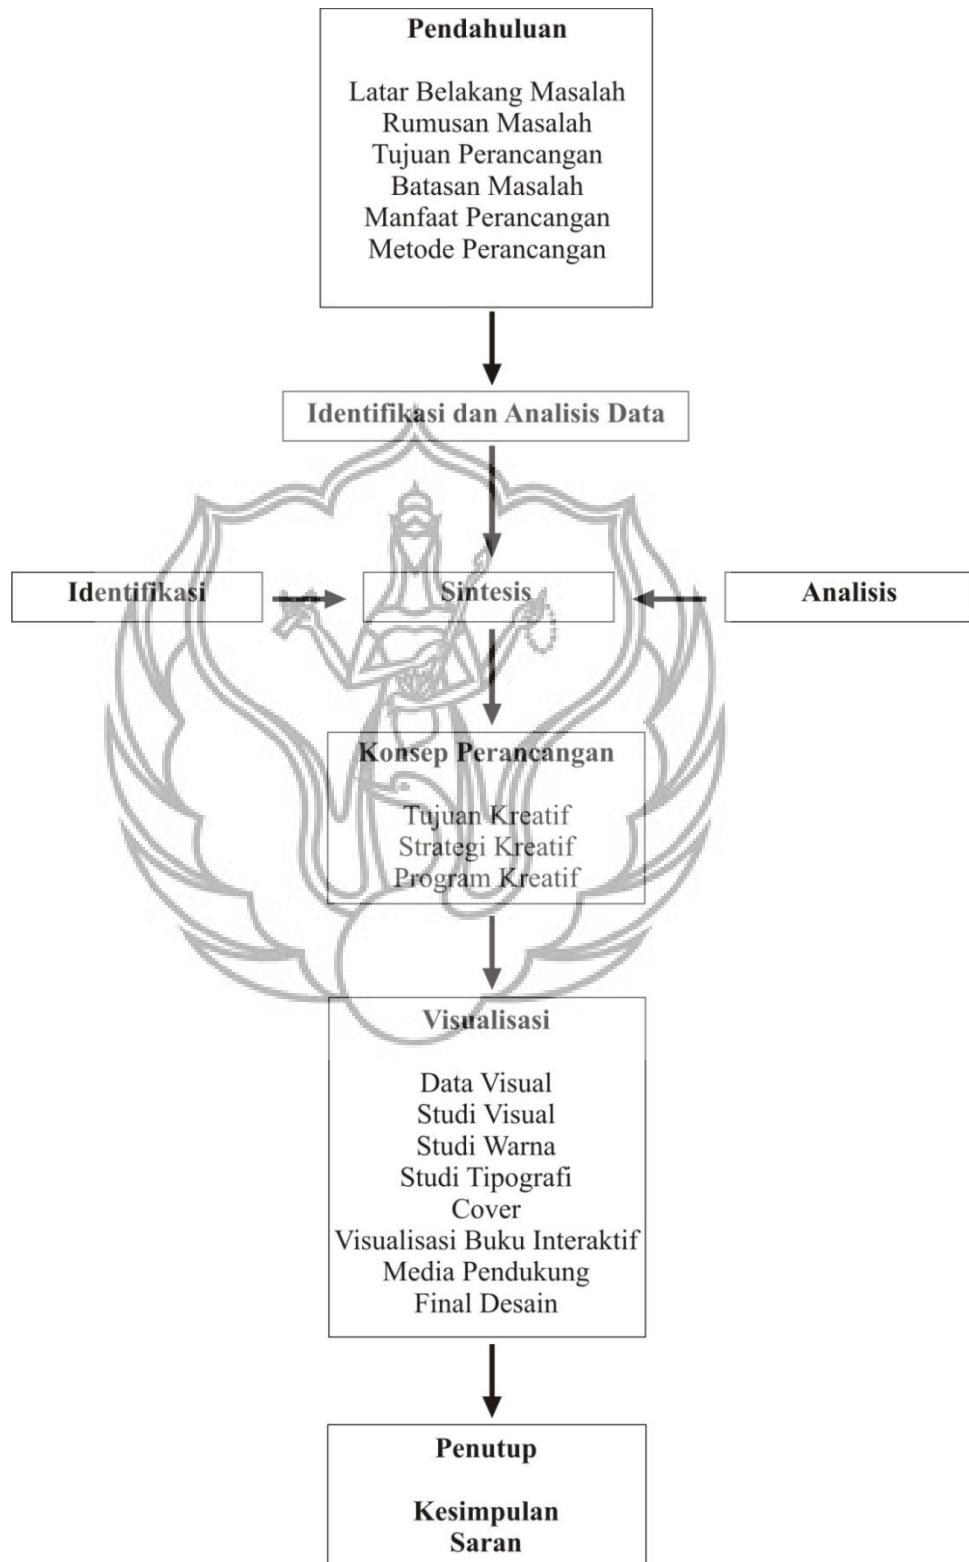 Pendahuluan
Latar Belakang Masalah
Rumusan Masalah
Tujuan Perancangan
Batasan Masalah
Manfaat Perancangan
Metode Perancangan
Identifikasi dan Analisis Data
Identifikasi
Sintesis
Analisis
Konsep Perancangan
Tujuan Kreatif
Strategi Kreatif
Program Kreatif
Visualisasi
Data Visual
Studi Visual
Studi Warna
Studi Tipografi
Cover
Visualisasi Buku Interaktif
Media Pendukung
Final Desain
Penutup
Kesimpulan
Saran